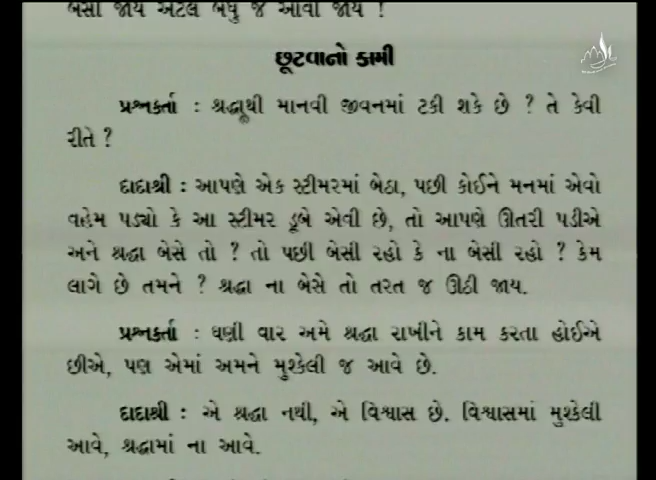 બેસી જાય એટલે બધુ જ આવી જાય !
છૂટવાનો કામી
પ્રશ્નકર્તા : શ્રદ્ધાથી માનવી જીવનમાં ટકી શકે છે ? તે કેવી
રીતે ?
દાદાશ્રી : આપણે એક સ્ટીમરમાં બેઠા, પછી કોઈને મનમાં એવો
વહેમ પડ્યો કે આ સ્ટીમર ડૂબે એવી છે, તો આપણે ઊતરી પડીએ
અને શ્રદ્ધા બેસે તો ? તો પછી બેસી રહો કે ના બેસી રહો ? કેમ
લાગે છે તમને ? શ્રદ્ધા ના બેસે તો તરત જ ઊઠી જાય.
પ્રશ્નકર્તા : ઘણી વાર અમે શ્રદ્ધા રાખીને કામ કરતા હોઈએ
છીએ, પણ એમાં અમને મુશ્કેલી જ આવે છે.
દાદાશ્રી : એ શ્રદ્ધા નથી, એ વિશ્વાસ છે. વિશ્વાસમાં મુશ્કેલી
આવે, શ્રદ્ધામાં ના આવે.